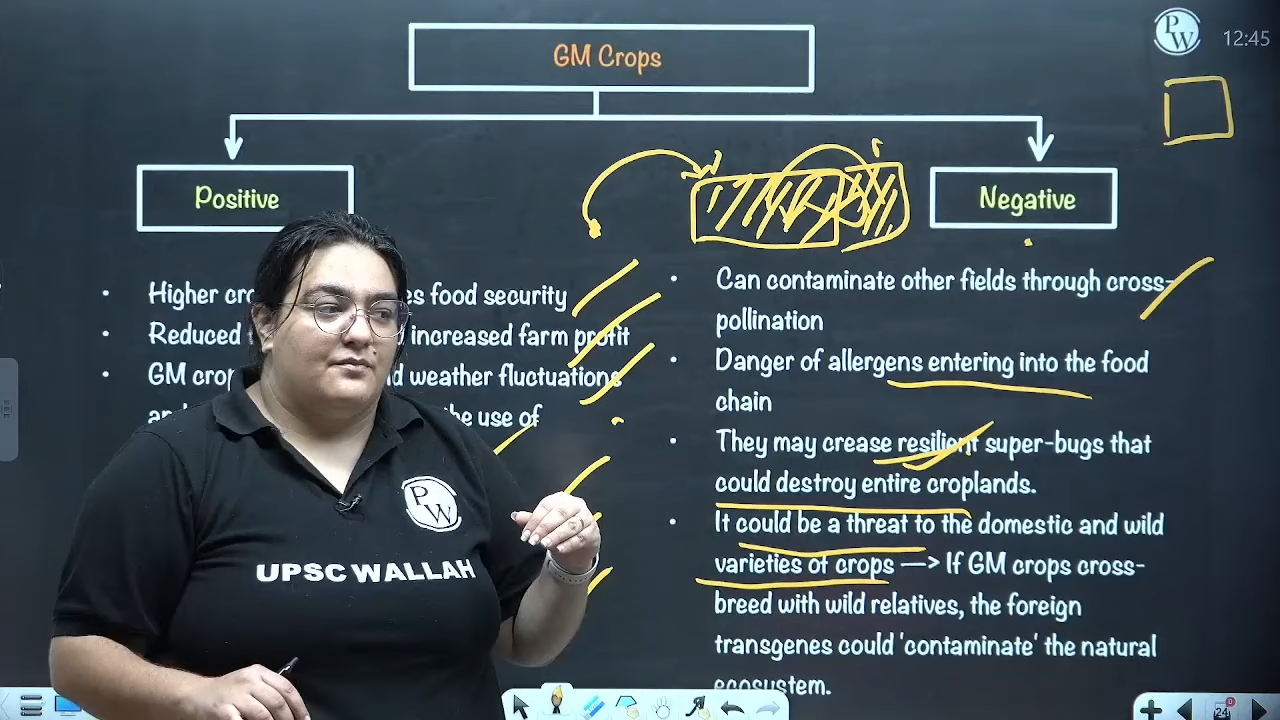 GM Crops
PW
12:45
Positive
Negative
Higher food security
Reduced increased farm profit
GM weather fluctuations
the use of
Can contaminate other fields through cross-
pollination
Danger of allergens entering into the food
chain
They may crease resilient super-bugs that
could destroy entire croplands.
It could be a threat to the domestic and wild
varieties of crops —> If GM crops cross-
breed with wild relatives, the foreign
transgenes could 'contaminate' the natural
ecosystem.
PW
UPSC WALLAH
24